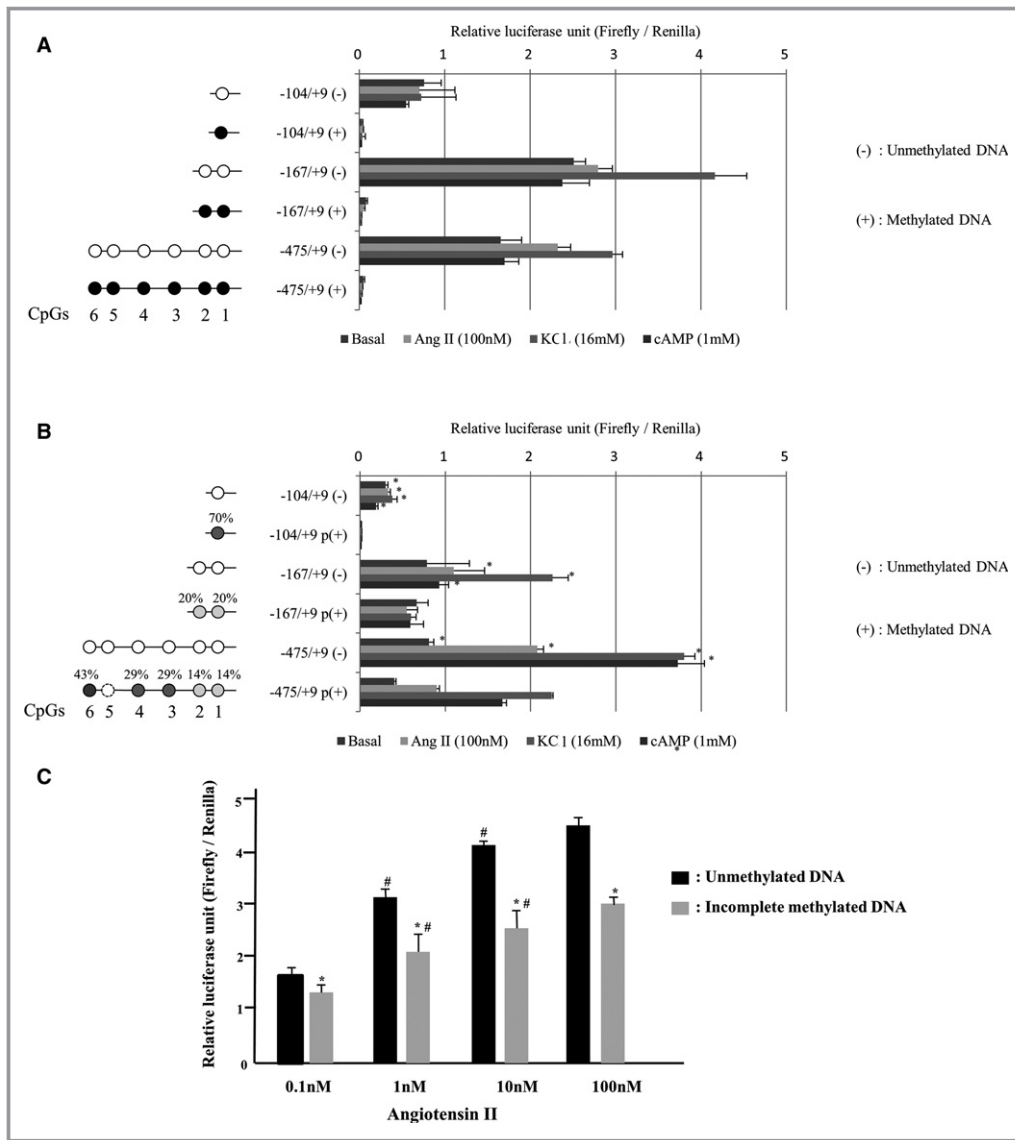 A
Relative luciferase unit (Firefly / Renilla)
0 1 2 3 4 5
-104/+9 (-)
-104/+9 (+)
(-) : Unmethylated DNA
-167/+9 (-)
-167/+9 (+)
(+) : Methylated DNA
-475/+9 (-)
-475/+9 (+)
CpGs 6 5 4 3 2 1
Basal Ang II (100nM) KCl. (16mM) cAMP (1mM)
B
Relative luciferase unit (Firefly / Renilla)
0 1 2 3 4 5
-104/+9 (-) * * * *
70%
-104/+9 p(+)
-167/+9 (-) * * *
(-) : Unmethylated DNA
20% 20%
-167/+9 p(+)
(+) : Methylated DNA
-475/+9 (-) * * * *
43% 29% 29% 14% 14%
-475/+9 p(+)
CpGs 6 5 4 3 2 1
Basal Ang II (100nM) KCl (16mM) cAMP (1mM)
*
C
Relative luciferase unit (Firefly / Renilla)
5
4
3
2
1
0
* # * # # * # *
: Unmethylated DNA
: Incomplete methylated DNA
0.1nM 1nM 10nM 100nM
Angiotensin II